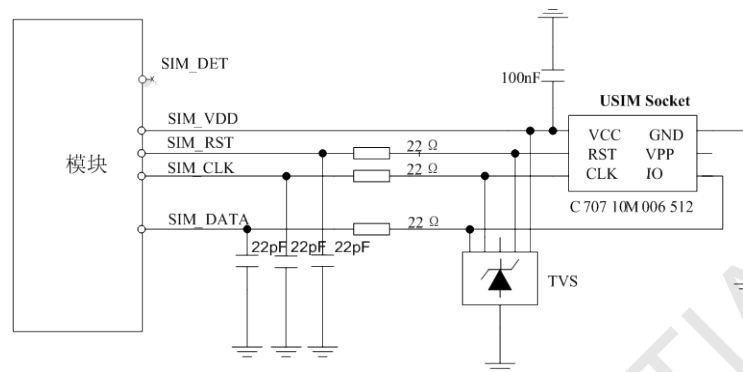 SIM_DET
100nF
USIM Socket
SIM_VDD
VCC GND
SIM_RST
22 Ω
RST VPP
模块
SIM_CLK
22 Ω
CLK IO
C 707 10M 006 512
SIM_DATA
22 Ω
22pF 22pF 22pF
TVS